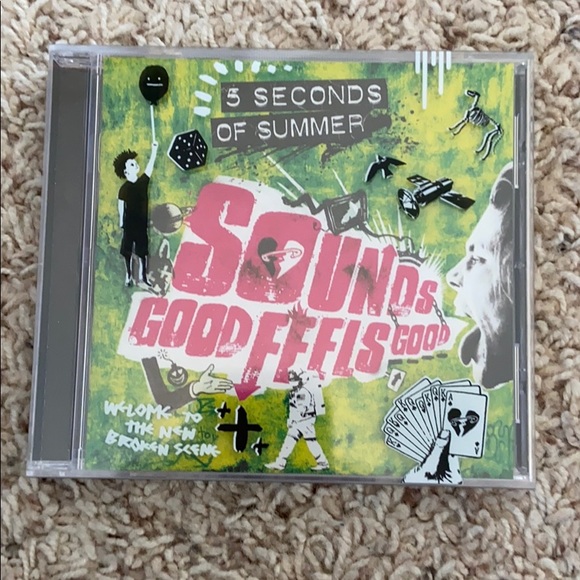 5 SECONDS
OF SUMMER
SOUNDS
GOOD FEELS GOOD
WELCOME TO
THE NEW
BROKEN SCENE